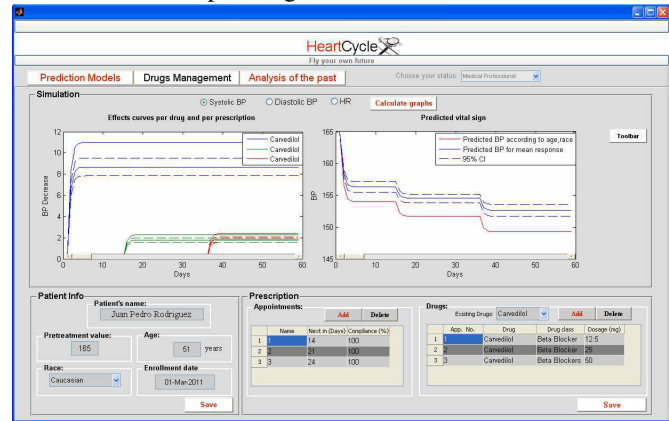 HeartCycle
Fly your own future
Prediction Models Drugs Management Analysis of the past Choose your status: Medical Professional
Simulation
Systolic BP Diastolic BP HR Calculate graphs
Effects curves per drug and per prescription
Predicted vital sign
Toolbar
12
10
8
6
4
2
0
BP Decrease
Carvedilol
Carvedilol
Carvedilol
0 10 20 30 40 50 60
Days
165
160
155
150
145
BP
Predicted BP according to age,race
Predicted BP for mean response
95% CI
0 10 20 30 40 50 60
Days
Patient Info
Patient's name:
Juan Pedro Rodriguez
Pretreatment value:
165
Age:
51 years
Race:
Caucasian
Enrollment date
01-Mar-2011
Save
Prescription
Appointments:
Add Delete
Name Next in (Days) Compliance (%)
1 1 14 100
2 2 21 100
3 3 24 100
Drugs:
Existing Drugs: Carvedilol Add Delete
App. No. Drug Drug class Dosage (mg)
1 1 Carvedilol Beta Blocker 12.5
2 2 Carvedilol Beta Blocker 25
3 3 Carvedilol Beta Blockers 50
Save